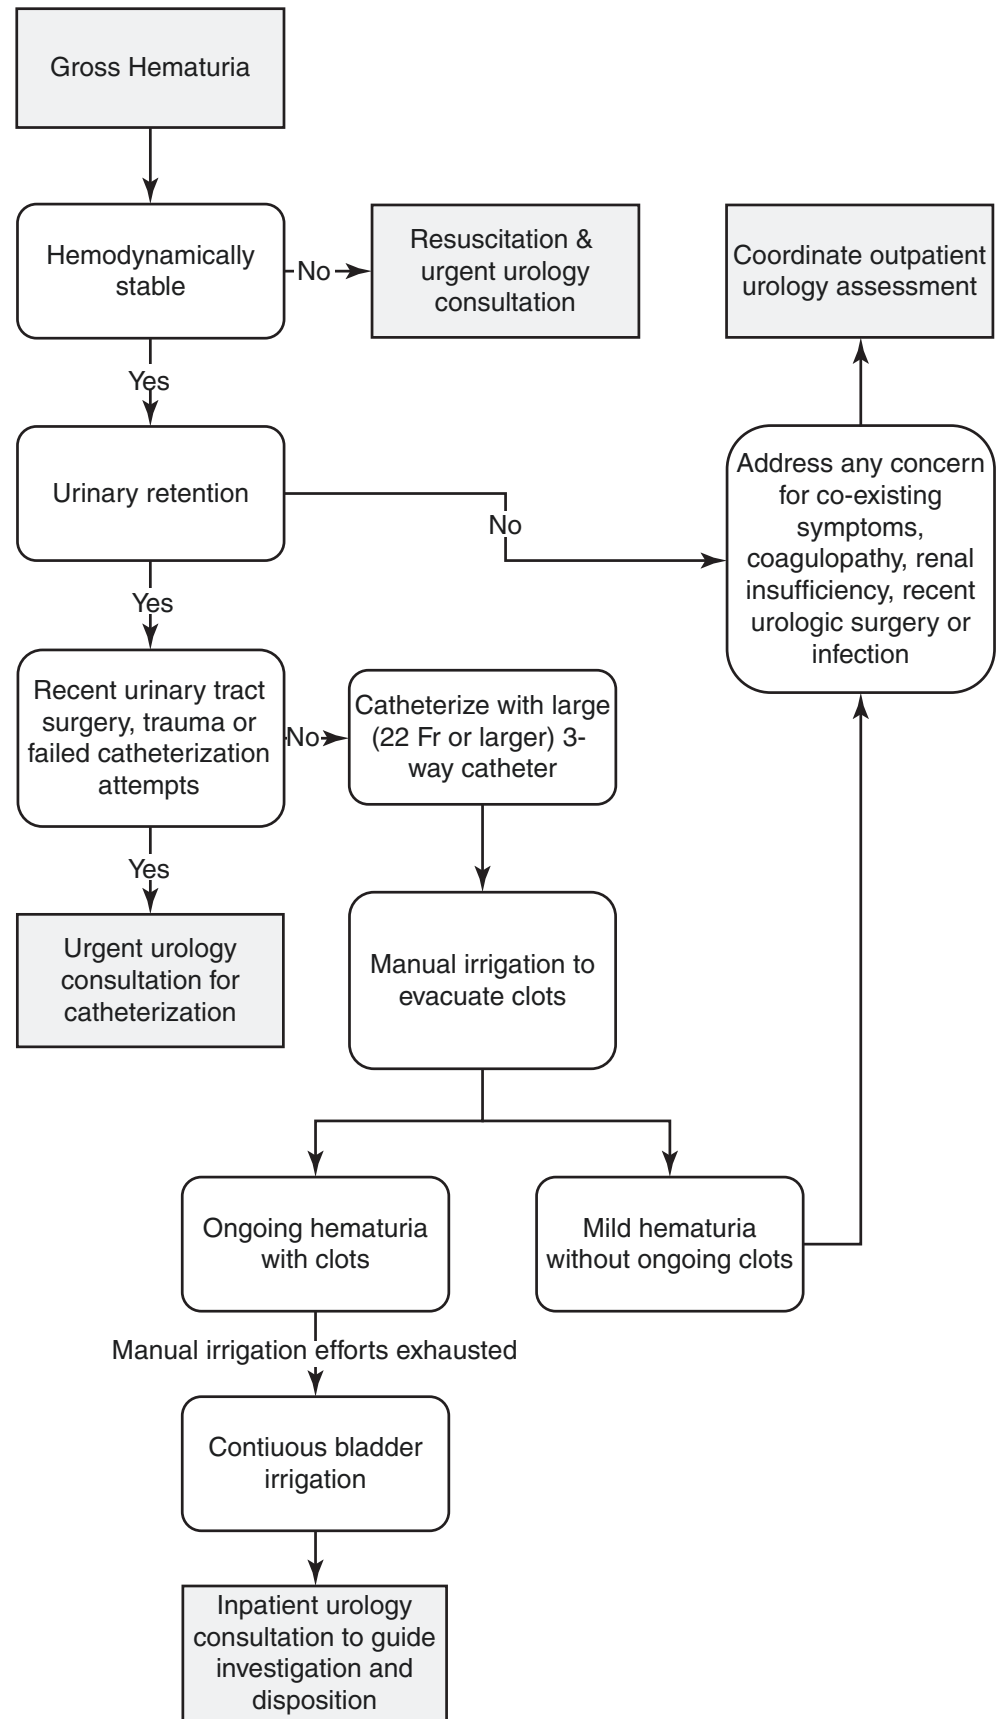 Gross Hematuria
Hemodynamically
stable
No
Resuscitation &
urgent urology
consultation
Coordinate outpatient
urology assessment
Yes
Urinary retention
No
Address any concern
for co-existing
symptoms,
coagulopathy, renal
insufficiency, recent
urologic surgery or
infection
Yes
Recent urinary tract
surgery, trauma or
failed catheterization
attempts
No
Catheterize with large
(22 Fr or larger) 3-
way catheter
Yes
Urgent urology
consultation for
catheterization
Manual irrigation to
evacuate clots
Ongoing hematuria
with clots
Mild hematuria
without ongoing clots
Manual irrigation efforts exhausted
Contiuous bladder
irrigation
Inpatient urology
consultation to guide
investigation and
disposition